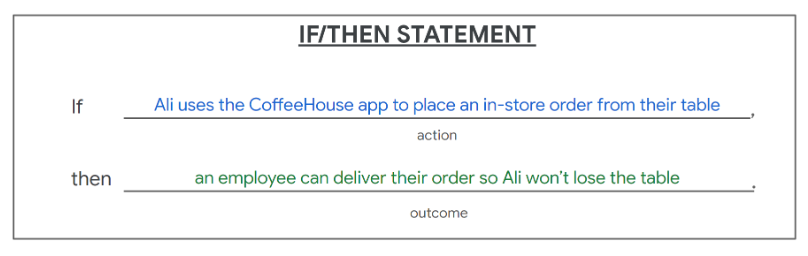 IF/THEN STATEMENT
If Ali uses the CoffeeHouse app to place an in-store order from their table,
action
then an employee can deliver their order so Ali won't lose the table.
outcome